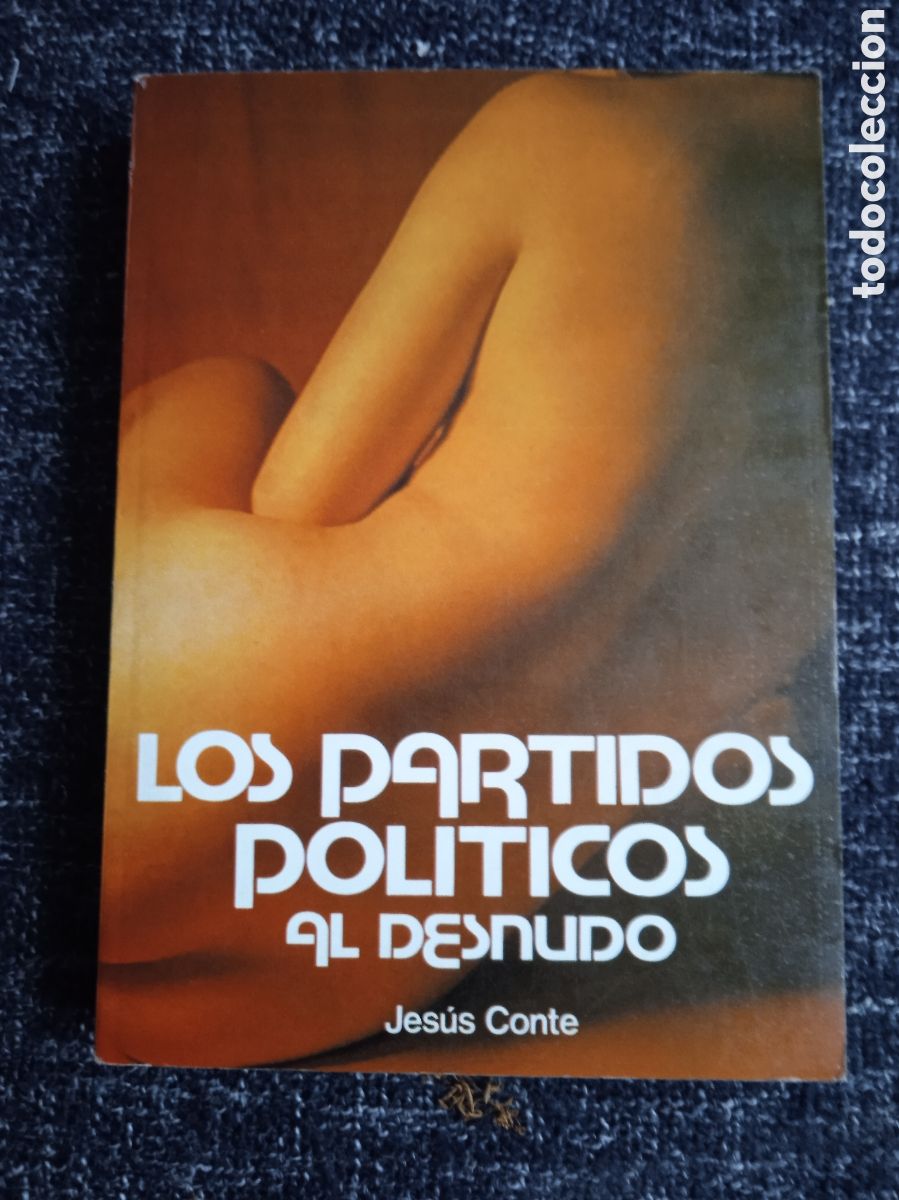 LOS PARTIDOS
POLITICOS
AL DESNUDO
Jesús Conte
todocoleccion